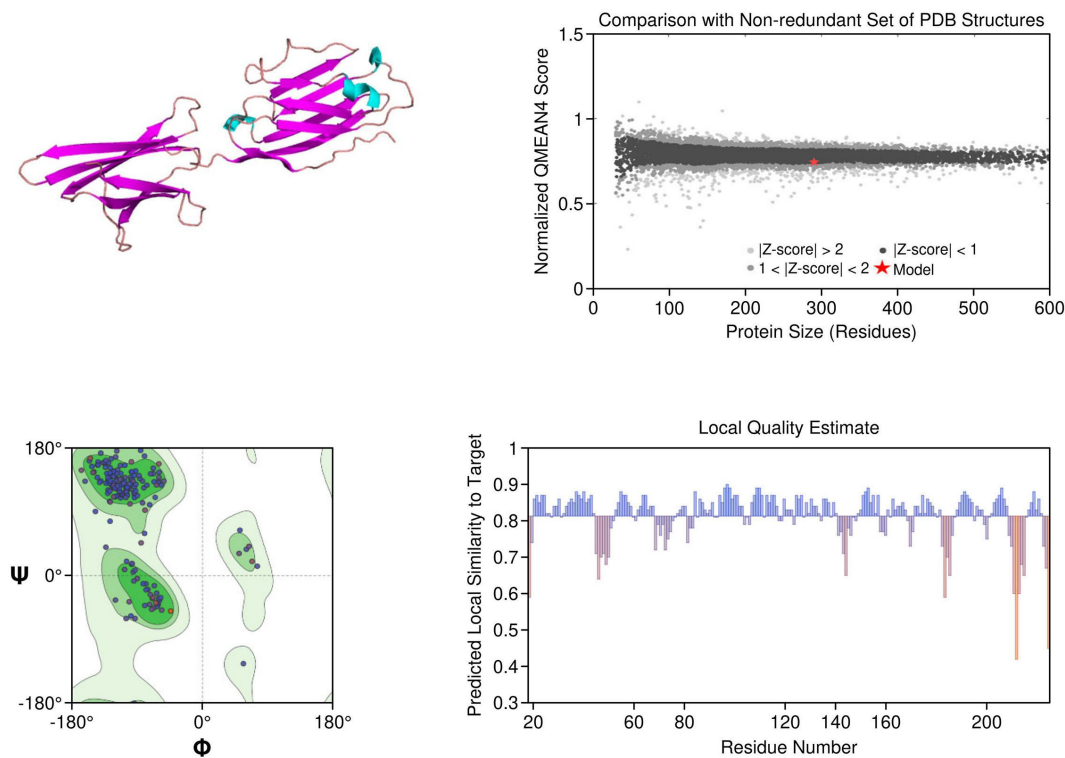 Comparison with Non-redundant Set of PDB Structures
Normalized QMEAN4 Score
1.5
1
0.5
0
|Z-score| > 2
|Z-score| < 1
1 < |Z-score| < 2
Model
0 100 200 300 400 500 600
Protein Size (Residues)
180°
0°
-180°
Ψ
-180° 0° 180°
Φ
Local Quality Estimate
Predicted Local Similarity to Target
1
0.9
0.8
0.7
0.6
0.5
0.4
0.3
20 60 80 120 140 160 200
Residue Number